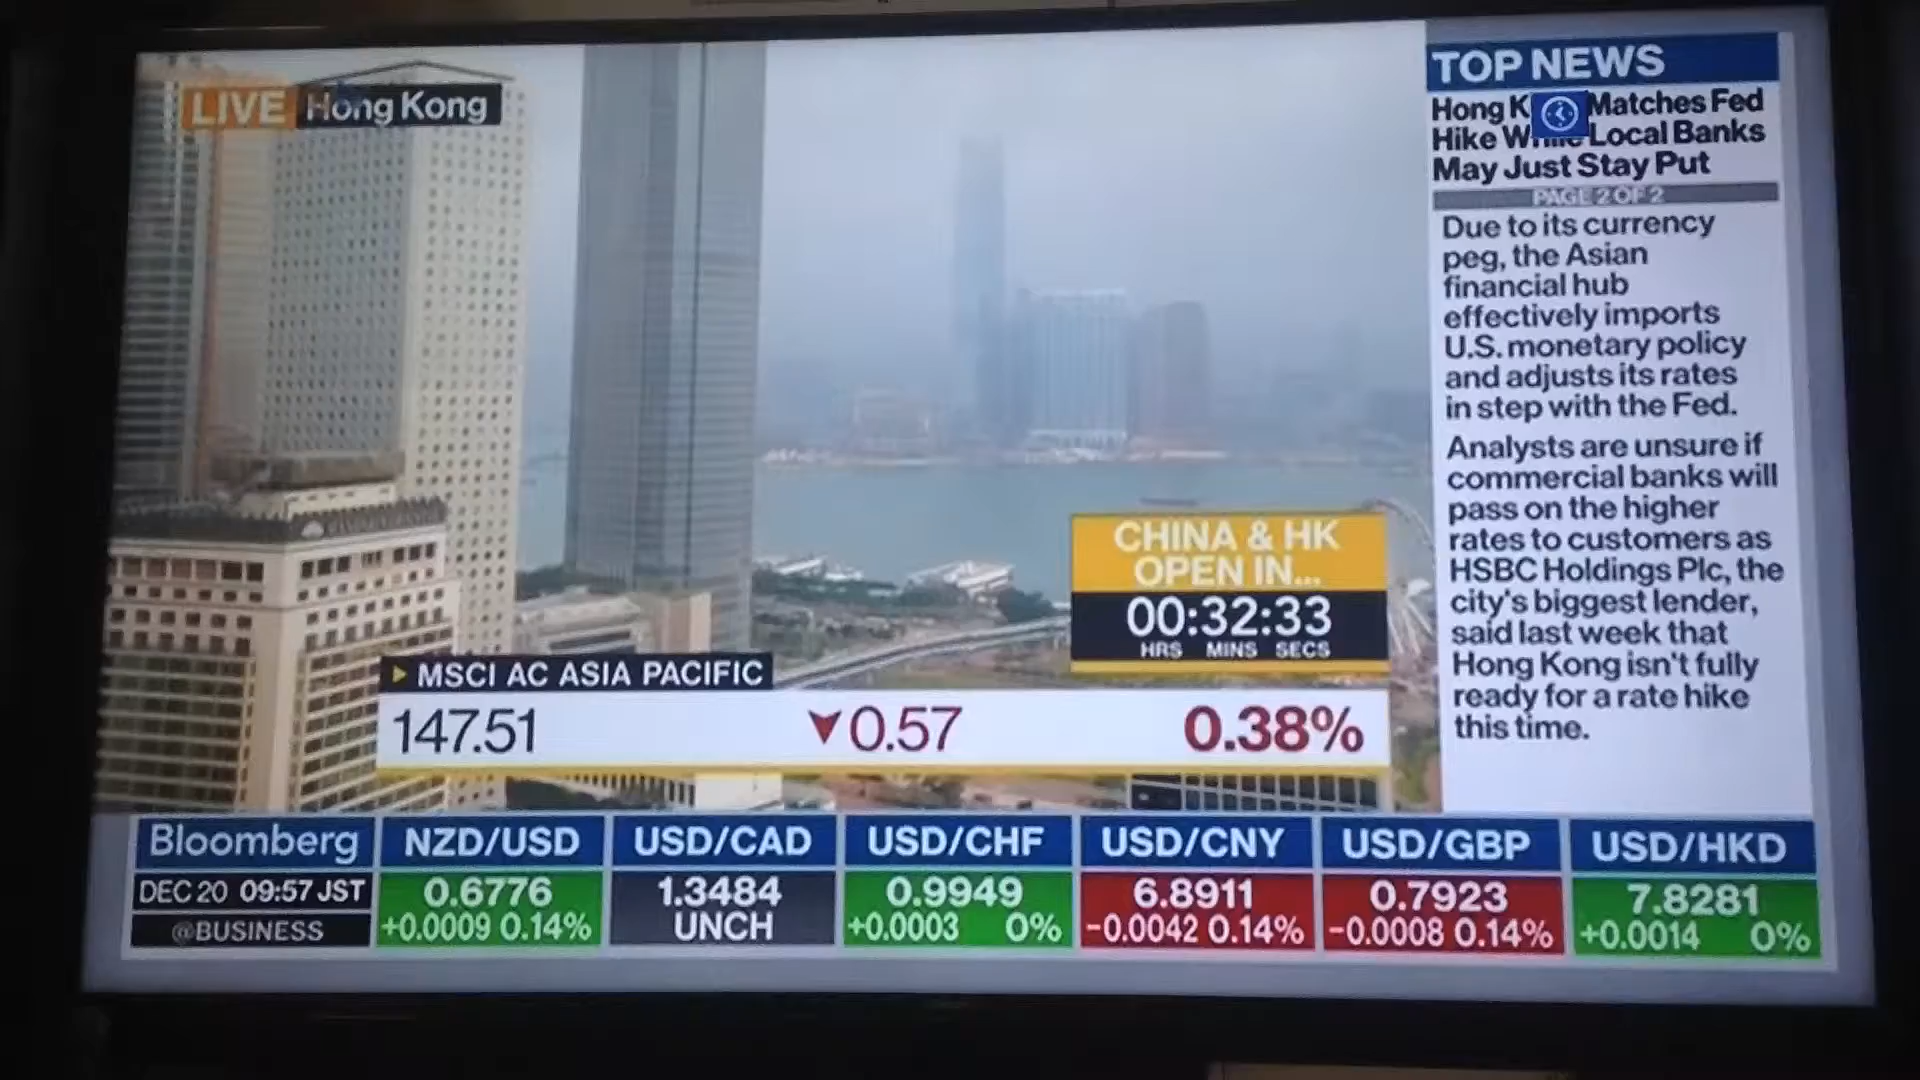 LIVE Hong Kong
TOP NEWS
Hong K Matches Fed
Hike While Local Banks
May Just Stay Put
PAGE 2 OF 2
Due to its currency
peg, the Asian
financial hub
effectively imports
U.S. monetary policy
and adjusts its rates
in step with the Fed.
Analysts are unsure if
commercial banks will
pass on the higher
rates to customers as
HSBC Holdings Plc, the
city's biggest lender,
said last week that
Hong Kong isn't fully
ready for a rate hike
this time.
CHINA & HK
OPEN IN...
00:32:33
HRS MINS SECS
MSCI AC ASIA PACIFIC
147.51 ▼0.57 0.38%
Bloomberg
DEC 20 09:57 JST
@BUSINESS
NZD/USD
0.6776
+0.0009 0.14%
USD/CAD
1.3484
UNCH
USD/CHF
0.9949
+0.0003 0%
USD/CNY
6.8911
-0.0042 0.14%
USD/GBP
0.7923
-0.0008 0.14%
USD/HKD
7.8281
+0.0014 0%